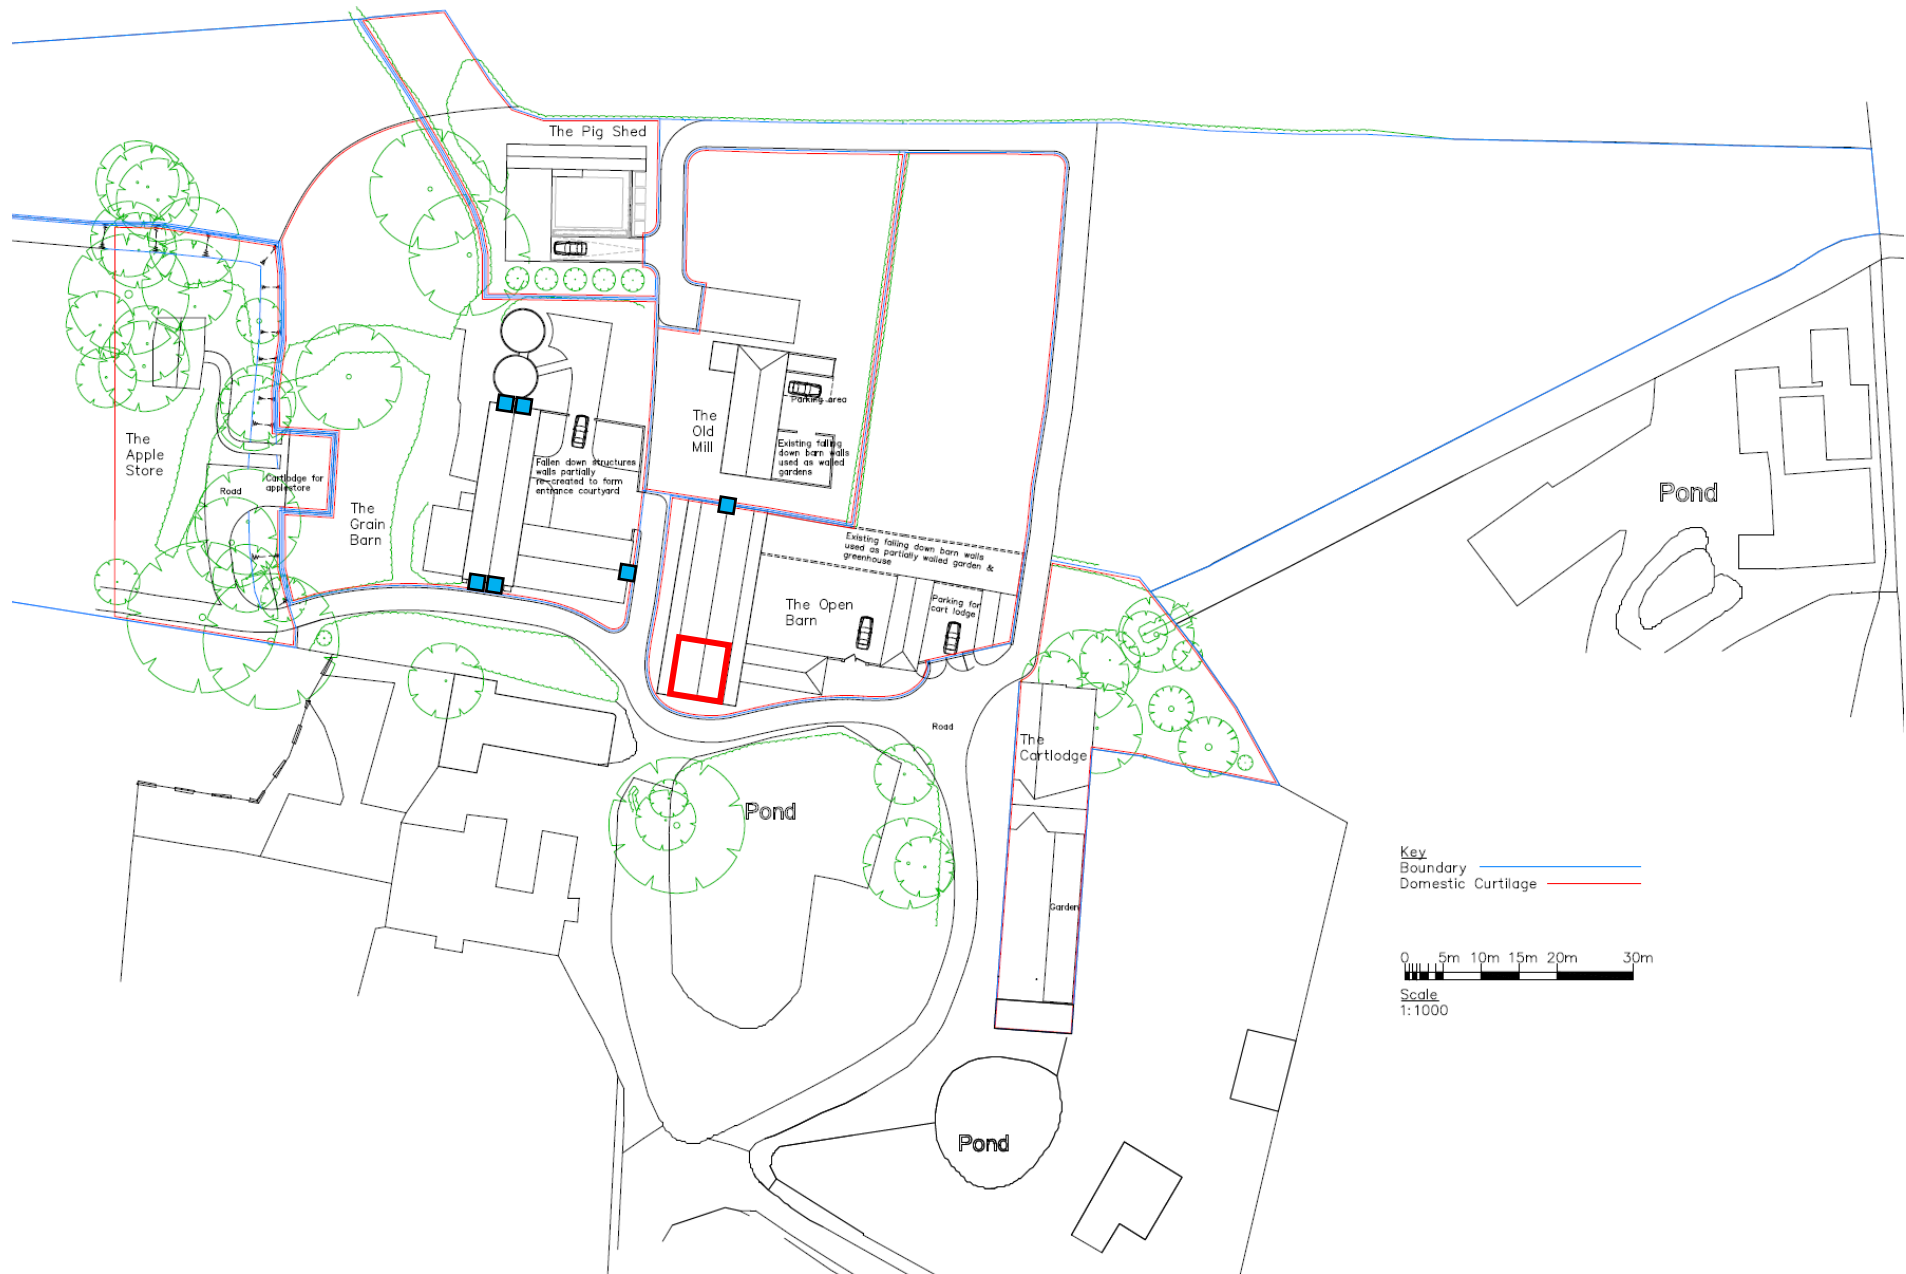 The Pig Shed
The
Old
Mill
Parking area
Existing falling
down barn walls
used as walled
gardens
The
Apple
Store
Cartlodge for
applestore
Road
The
Grain
Barn
Fallen down structures
walls partially
re-created to form
entrance courtyard
Existing falling down barn walls
used as partially walled garden &
greenhouse
The Open
Barn
Parking for
cart lodge
Pond
Road
The
Cartlodge
Pond
Garden
Key
Boundary
Domestic Curtilage
0 5m 10m 15m 20m 30m
Scale
1:1000
Pond